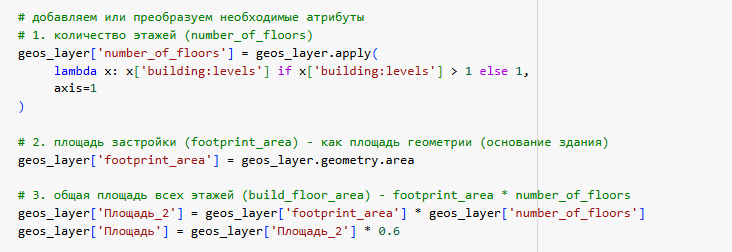 # добавляем или преобразуем необходимые атрибуты
# 1. количество этажей (number_of_floors)
geos_layer['number_of_floors'] = geos_layer.apply(
    lambda x: x['building:levels'] if x['building:levels'] > 1 else 1,
    axis=1
)
# 2. площадь застройки (footprint_area) - как площадь геометрии (основание здания)
geos_layer['footprint_area'] = geos_layer.geometry.area
# 3. общая площадь всех этажей (build_floor_area) - footprint_area * number_of_floors
geos_layer['Площадь_2'] = geos_layer['footprint_area'] * geos_layer['number_of_floors']
geos_layer['Площадь'] = geos_layer['Площадь_2'] * 0.6